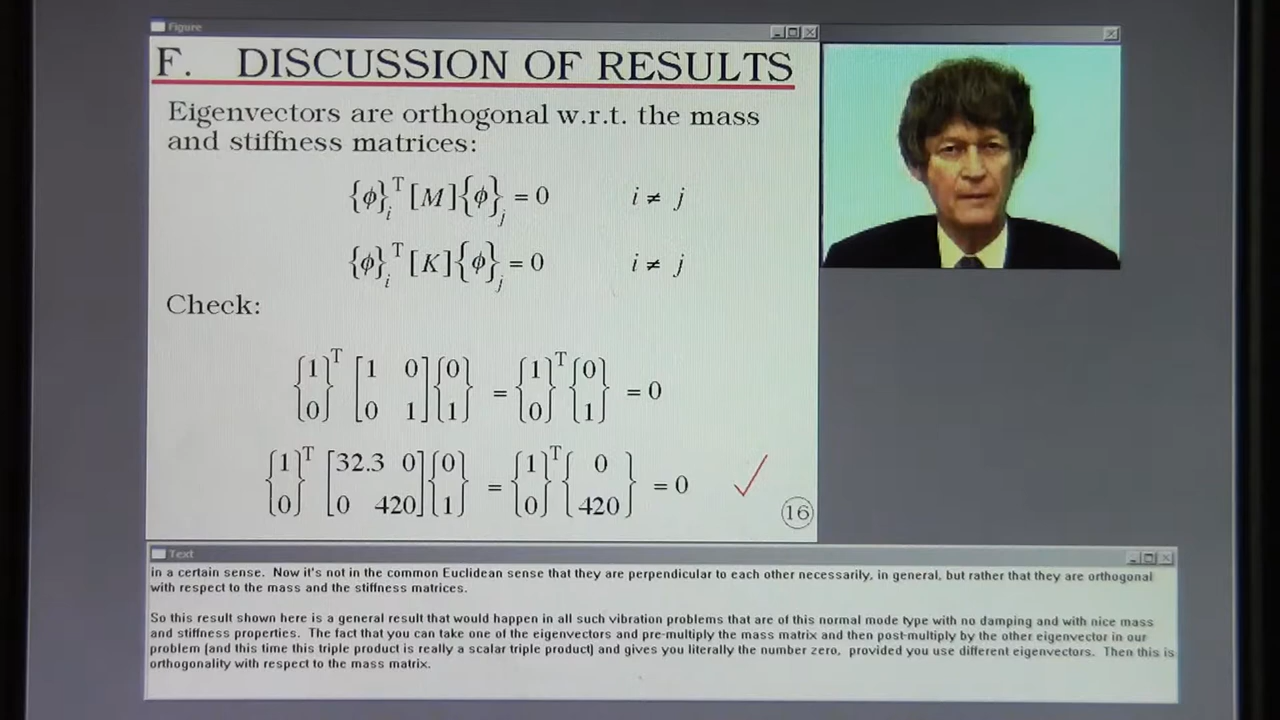 Figure
F. DISCUSSION OF RESULTS
Eigenvectors are orthogonal w.r.t. the mass
and stiffness matrices:
{ϕ}ᵢᵀ [M]{ϕ}ⱼ = 0 i ≠ j
{ϕ}ᵢᵀ [K]{ϕ}ⱼ = 0 i ≠ j
Check:
{1 0}ᵀ [1 0; 0 1]{0 1} = {1 0}ᵀ{0 1} = 0
{1 0}ᵀ [32.3 0; 0 420]{0 1} = {1 0}ᵀ{0 420} = 0 ✓
16
Text
in a certain sense. Now it's not in the common Euclidean sense that they are perpendicular to each other necessarily, in general, but rather that they are orthogonal
with respect to the mass and the stiffness matrices.
So this result shown here is a general result that would happen in all such vibration problems that are of this normal mode type with no damping and with nice mass
and stiffness properties. The fact that you can take one of the eigenvectors and pre-multiply the mass matrix and then post-multiply by the other eigenvector in our
problem (and this time this triple product is really a scalar triple product) and gives you literally the number zero, provided you use different eigenvectors. Then this is
orthogonality with respect to the mass matrix.